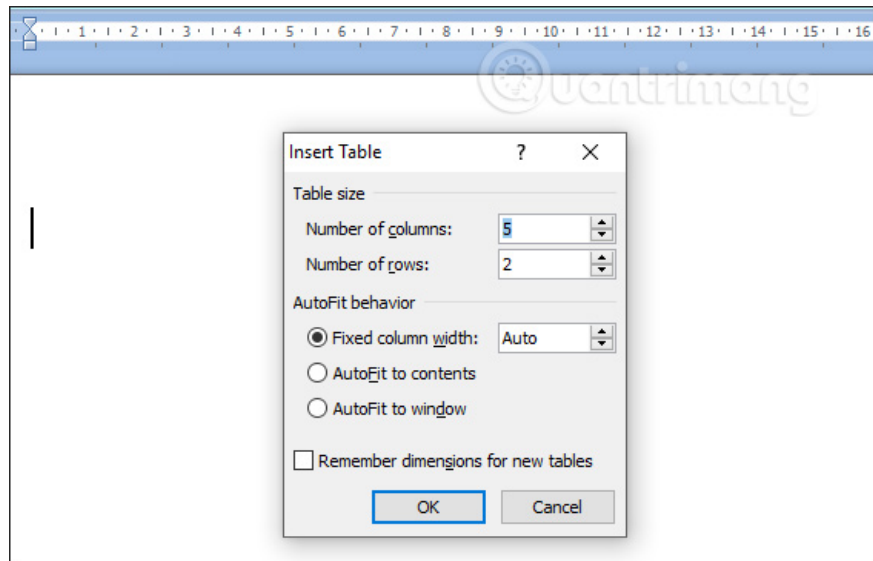 1 2 3 4 5 6 7 8 9 10 11 12 13 14 15 16
Quantrimang
Insert Table ?
Table size
Number of columns: 5
Number of rows: 2
AutoFit behavior
Fixed column width: Auto
AutoFit to contents
AutoFit to window
Remember dimensions for new tables
OK Cancel